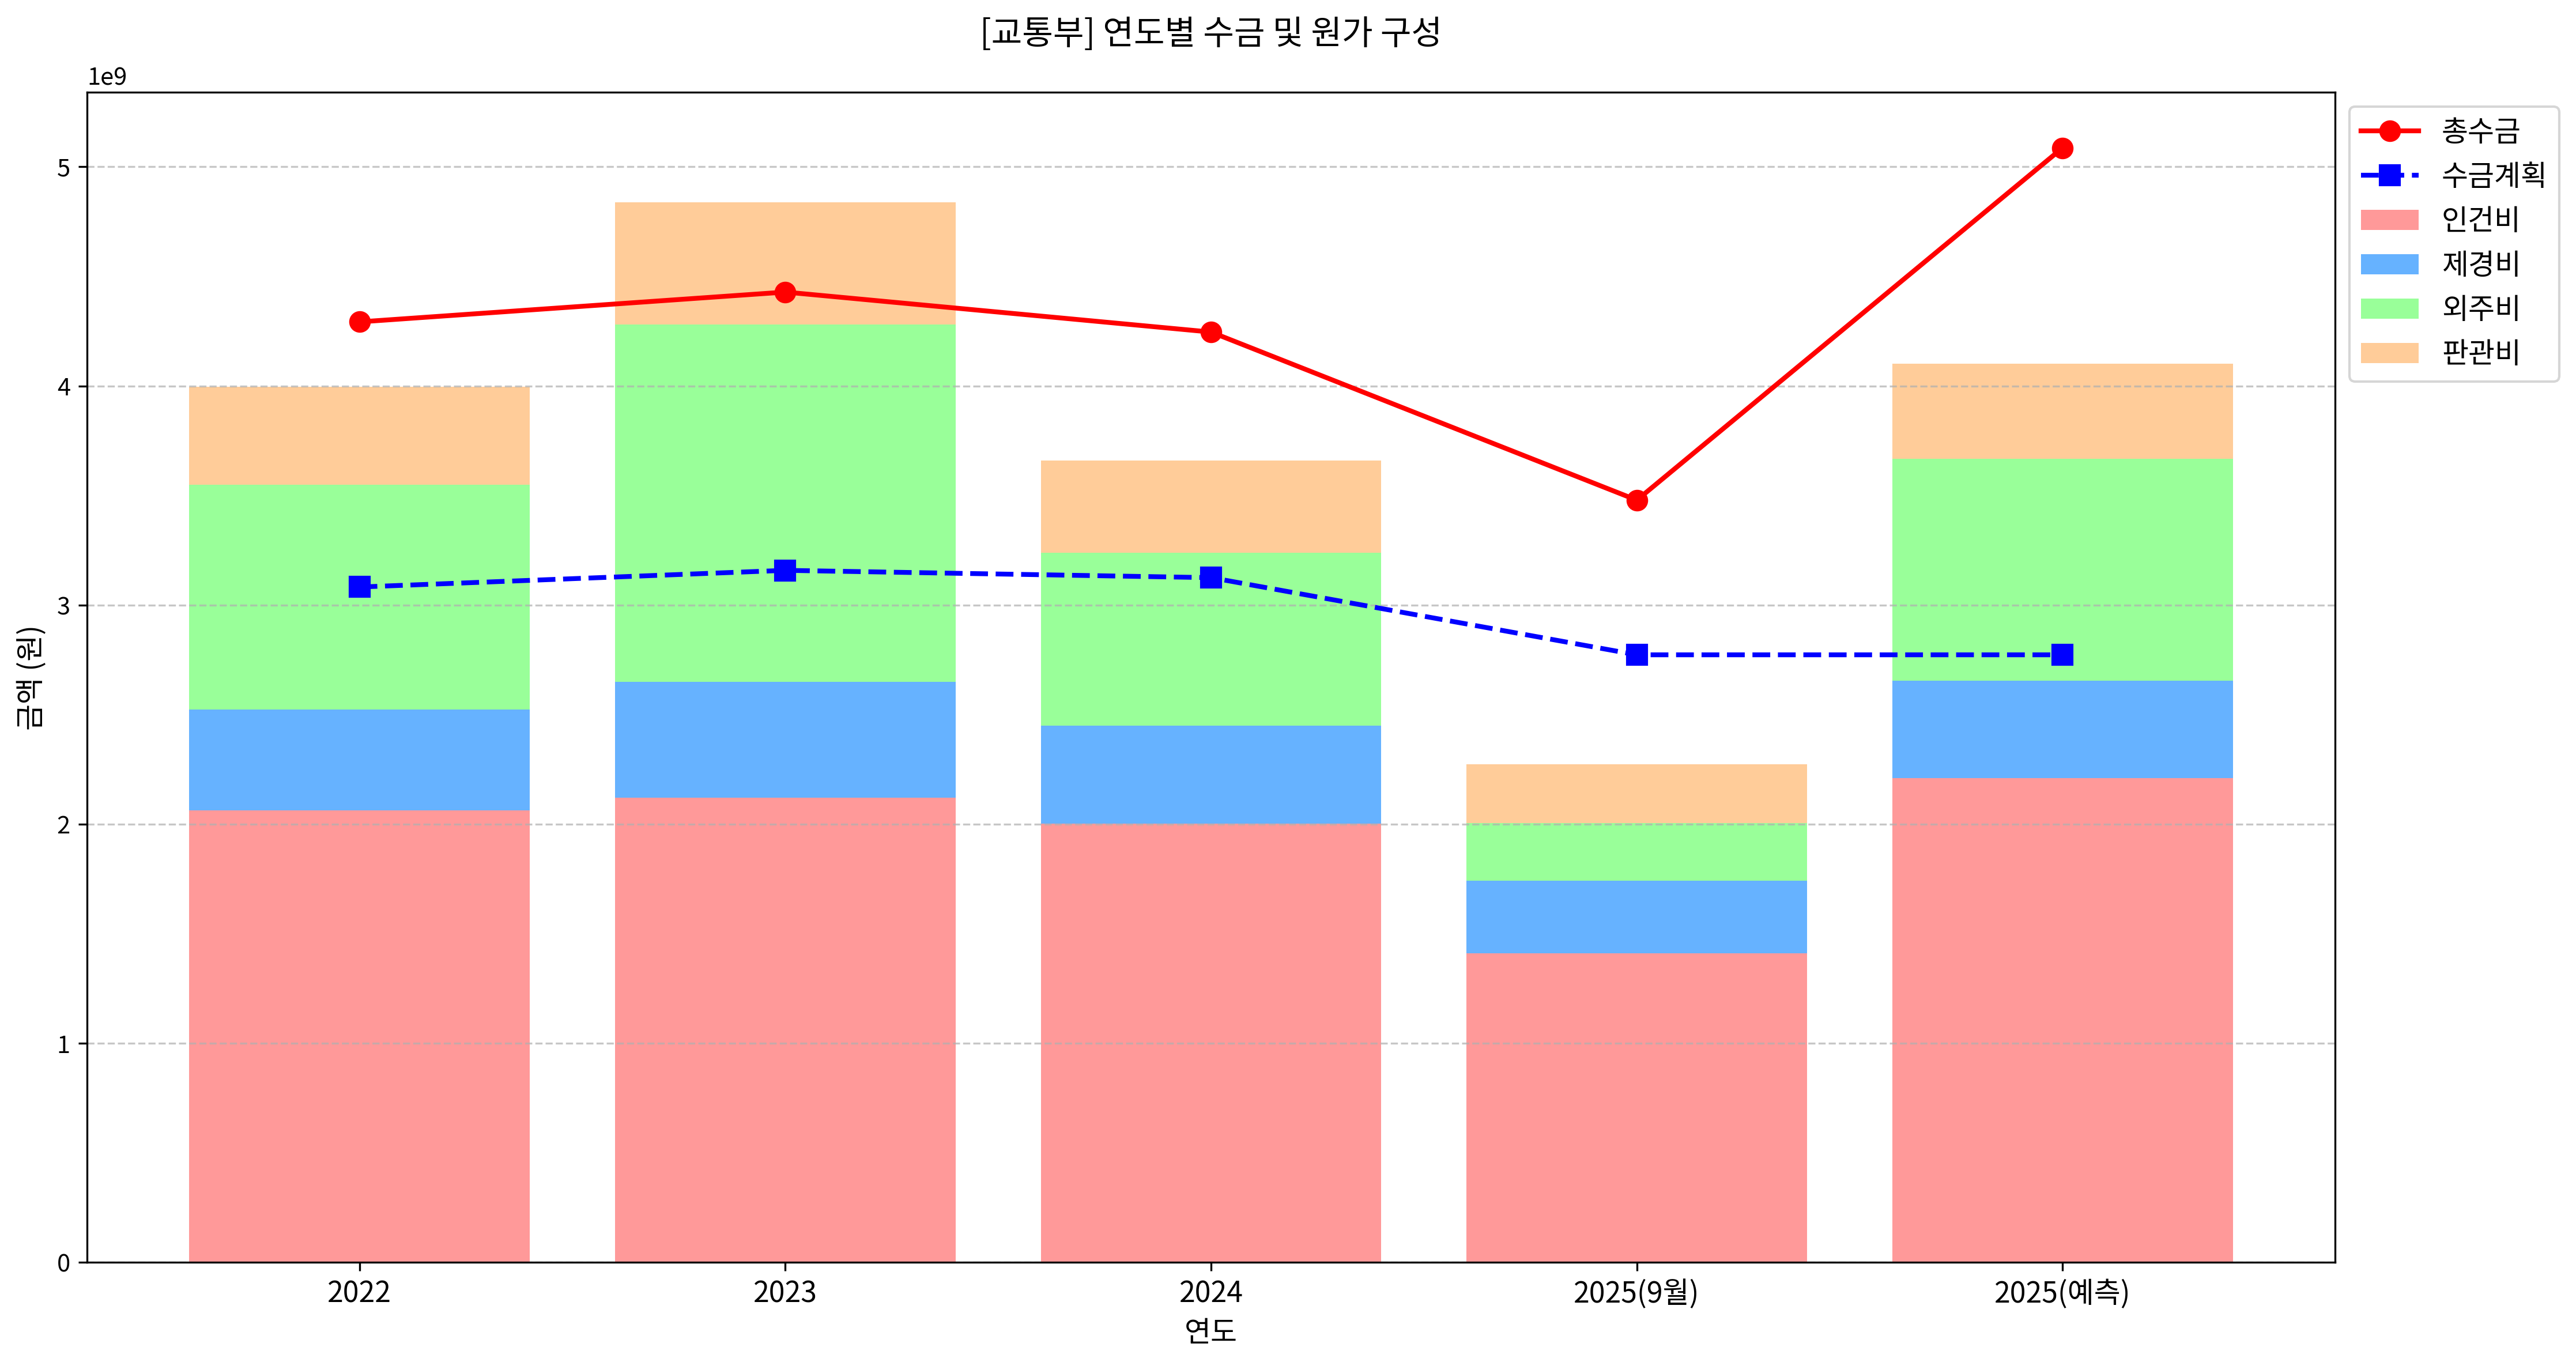 [교통부] 연도별 수금 및 원가 구성
1e9
5
4
3
2
1
0
금액 (원)
2022
2023
2024
2025(9월)
2025(예측)
연도
총수금
수금계획
인건비
제경비
외주비
판관비